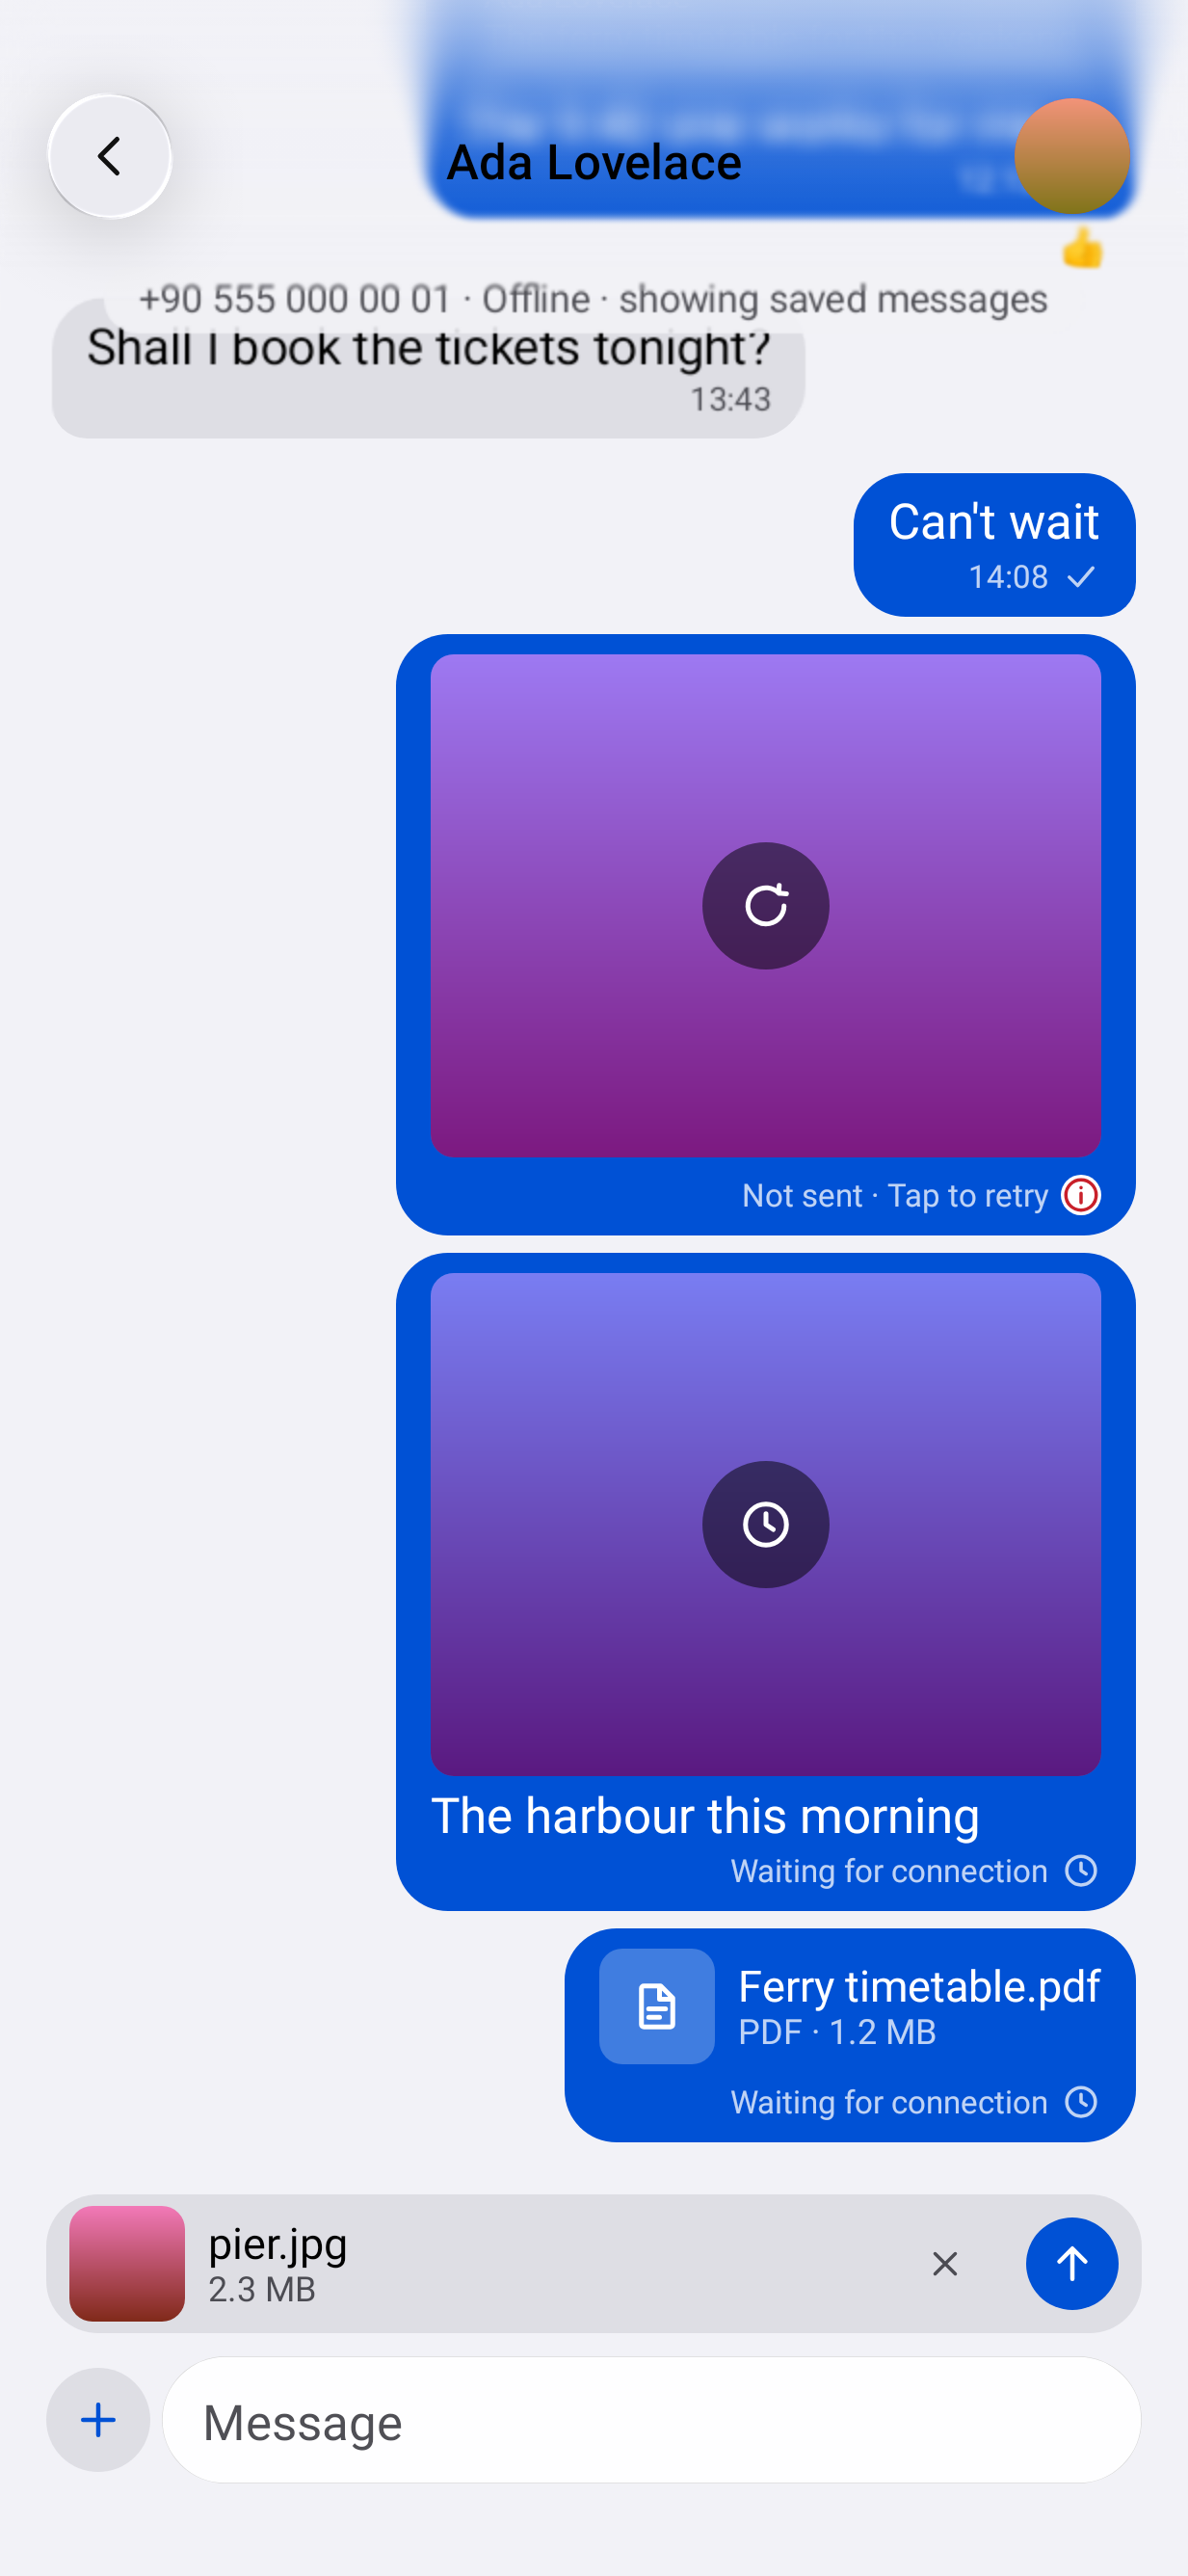 Ada Lovelace
+90 555 000 00 01 · Offline · showing saved messages
Shall I book the tickets tonight?
13:43
Can't wait
14:08
Not sent · Tap to retry
The harbour this morning
Waiting for connection
Ferry timetable.pdf
PDF · 1.2 MB
Waiting for connection
pier.jpg
2.3 MB
Message